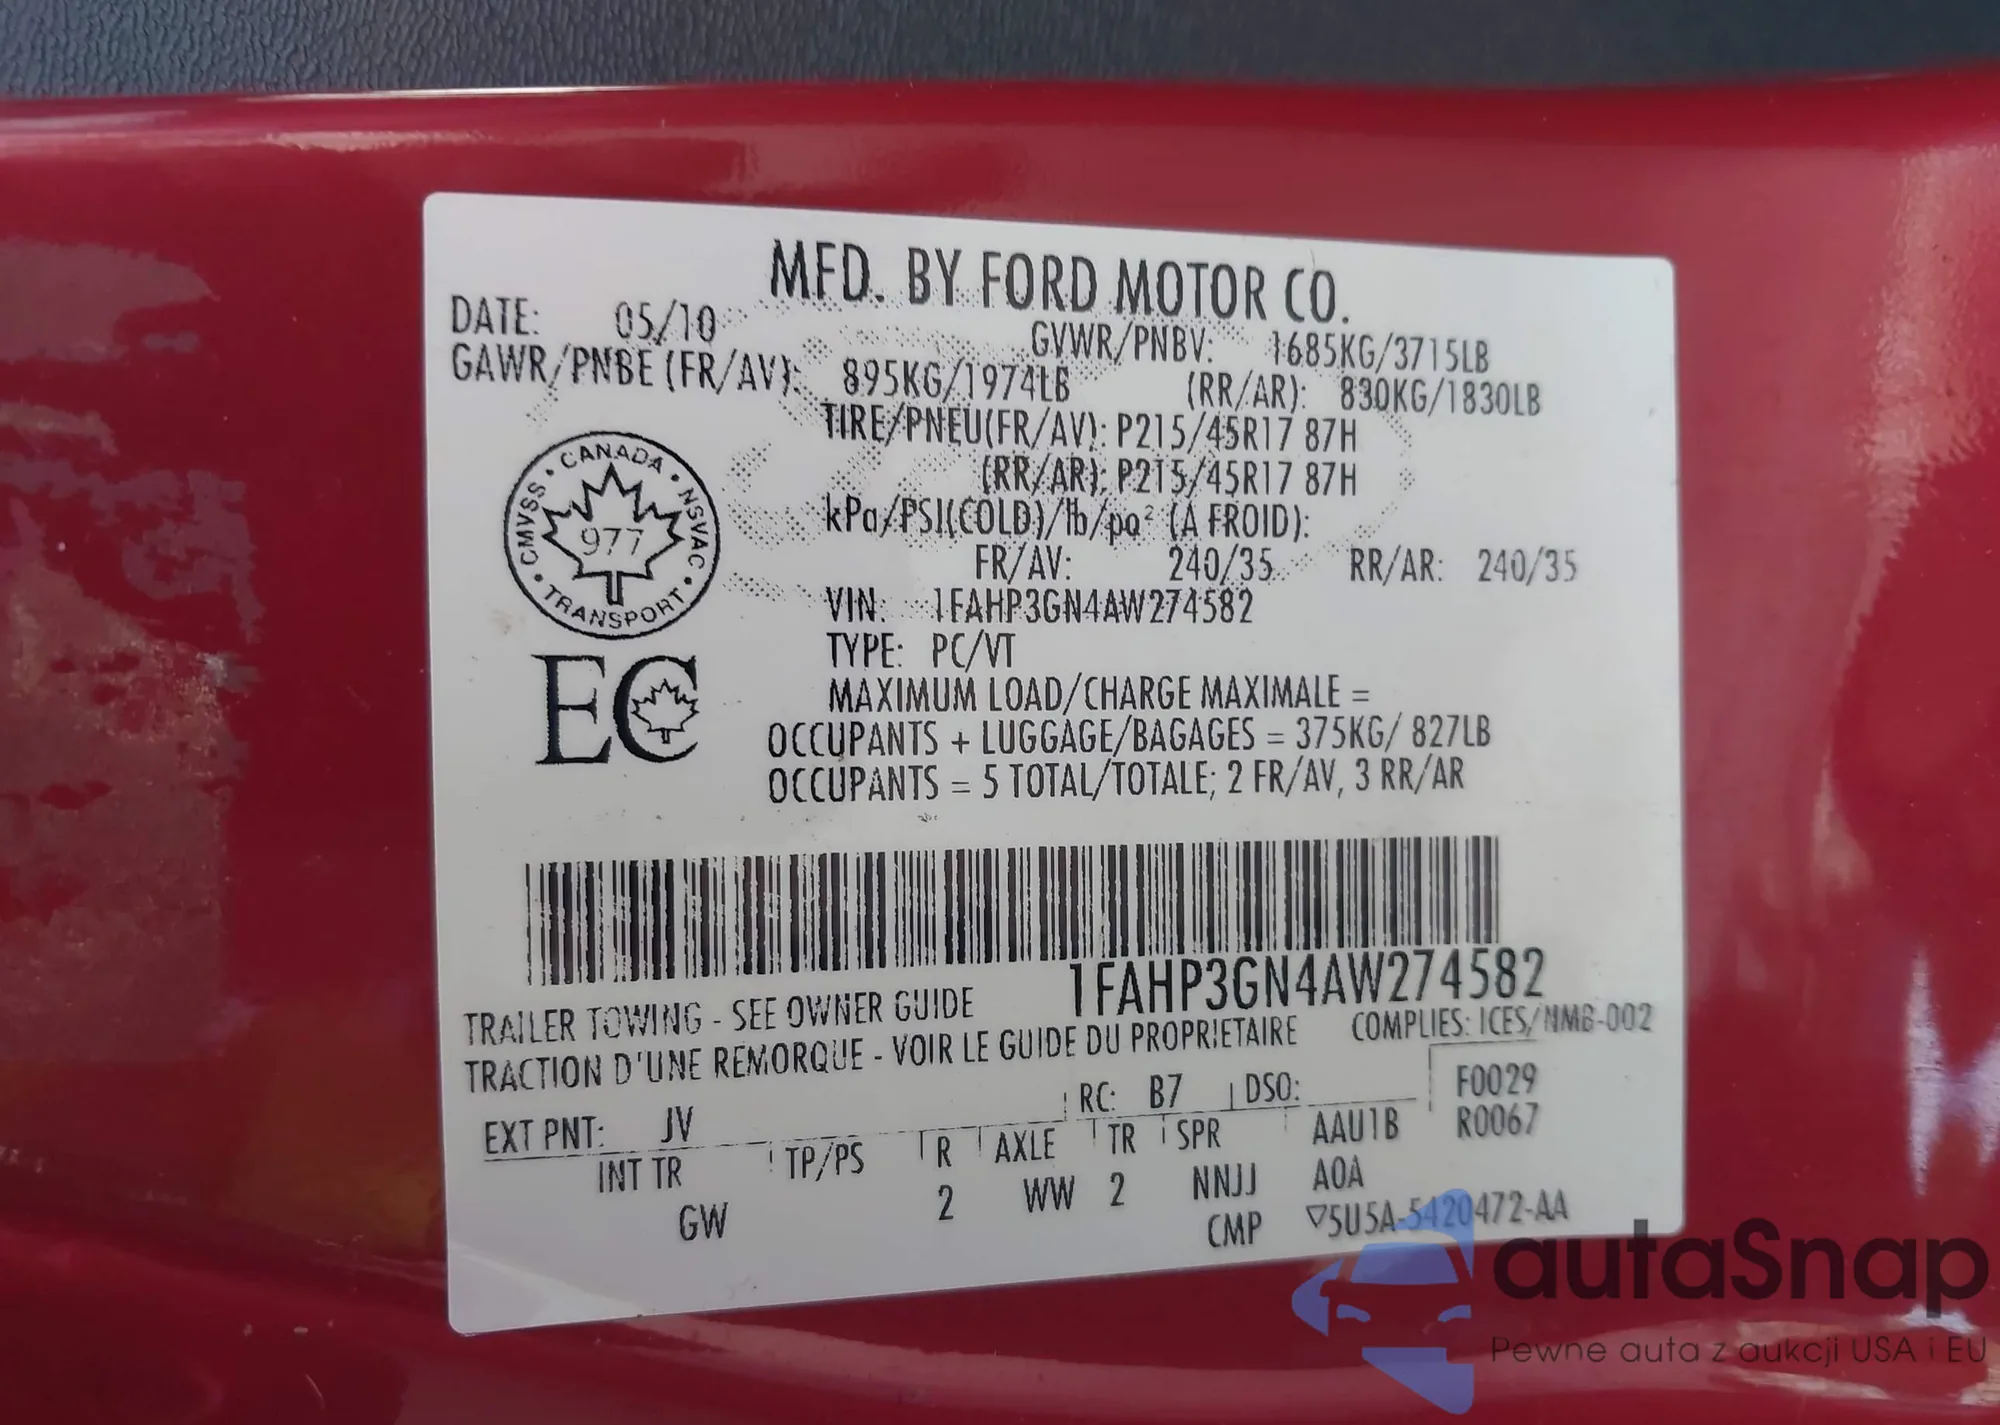 MFD. BY FORD MOTOR CO.
DATE: 05/10 GVWR/PNBV: 1685KG/3715LB
GAWR/PNBE (FR/AV): 895KG/1974LB (RR/AR): 830KG/1830LB
TIRE/PNEU(FR/AV): P215/45R17 87H
(RR/AR): P215/45R17 87H
kPa/PSI(COLD)/lb/po² (A FROID):
FR/AV: 240/35 RR/AR: 240/35
VIN: 1FAHP3GN4AW274582
TYPE: PC/VT
MAXIMUM LOAD/CHARGE MAXIMALE =
OCCUPANTS + LUGGAGE/BAGAGES = 375KG/ 827LB
OCCUPANTS = 5 TOTAL/TOTALE; 2 FR/AV, 3 RR/AR
CANADA • NSVAC • TRANSPORT • CMVSS •
977
EC
1FAHP3GN4AW274582
TRAILER TOWING - SEE OWNER GUIDE
TRACTION D'UNE REMORQUE - VOIR LE GUIDE DU PROPRIETAIRE
COMPLIES: ICES/NMB-002
EXT PNT: JV RC: B7 DSO: F0029
INT TR TP/PS R AXLE TR SPR AAU1B R0067
GW 2 WW 2 NNJJ A0A
CMP ▽5U5A-5420472-AA
autaSnap
Pewne auta z aukcji USA i EU